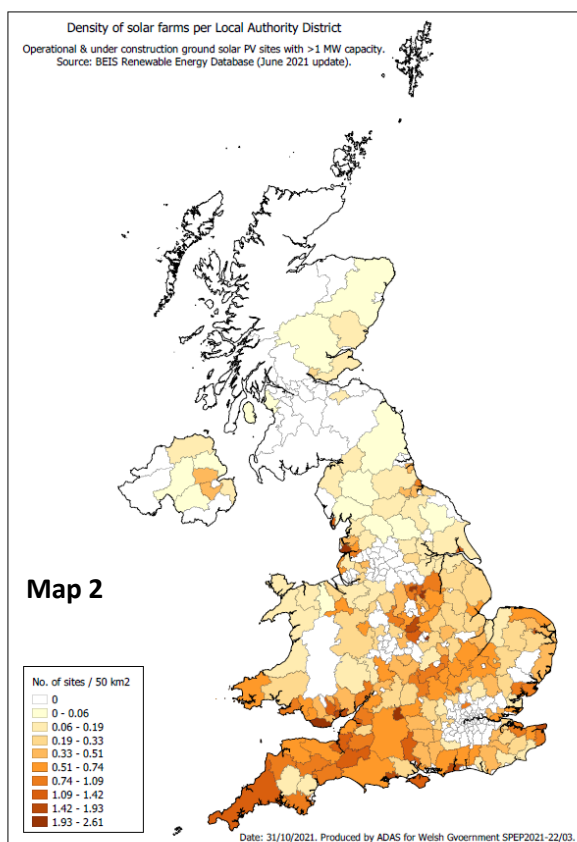 Density of solar farms per Local Authority District
Operational & under construction ground solar PV sites with >1 MW capacity.
Source: BEIS Renewable Energy Database (June 2021 update).
Map 2
No. of sites / 50 km2
0
0 - 0.06
0.06 - 0.19
0.19 - 0.33
0.33 - 0.51
0.51 - 0.74
0.74 - 1.09
1.09 - 1.42
1.42 - 1.93
1.93 - 2.61
Date: 31/10/2021. Produced by ADAS for Welsh Gvoernment SPEP2021-22/03.